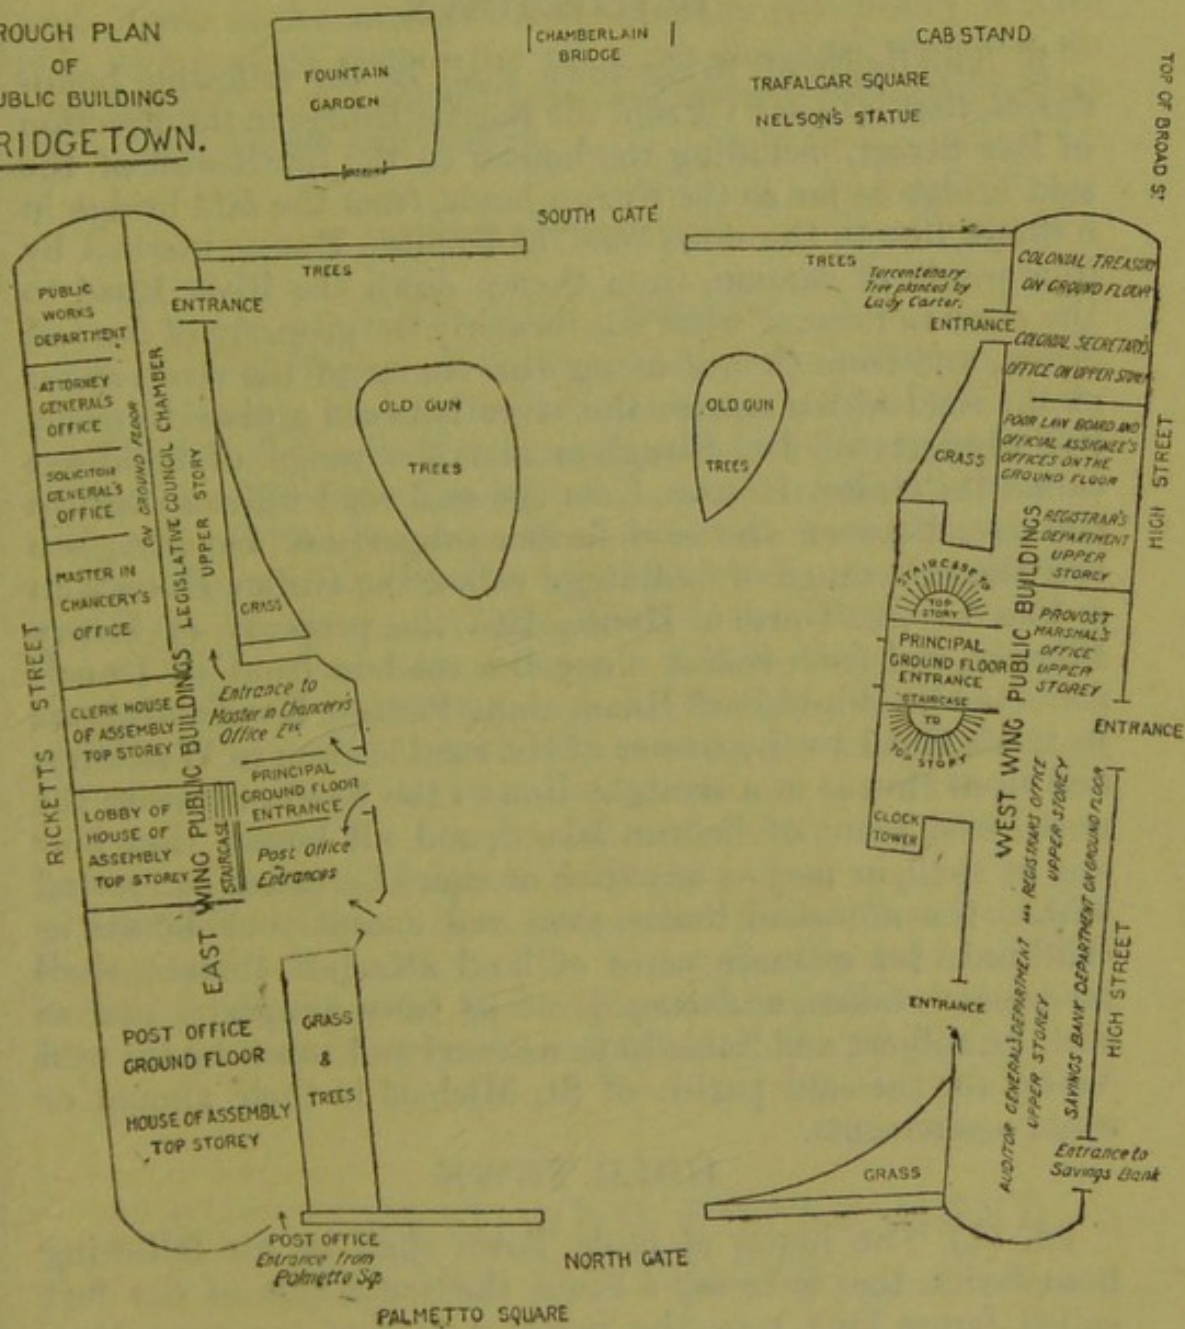 ROUGH PLAN
OF
PUBLIC BUILDINGS
BRIDGETOWN.
FOUNTAIN
GARDEN
CHAMBERLAIN
BRIDGE
CAB STAND
TRAFALGAR SQUARE
NELSON'S STATUE
TOP OF BROAD ST
SOUTH GATE
TREES
TREES
Tercentenary
Tree planted by
Lady Carter.
ENTRANCE
ENTRANCE
PUBLIC
WORKS
DEPARTMENT
ATTORNEY
GENERALS
OFFICE
SOLICITOR
GENERAL'S
OFFICE
MASTER IN
CHANCERY'S
OFFICE
ON GROUND FLOOR
LEGISLATIVE COUNCIL CHAMBER
UPPER STORY
GRASS
OLD GUN
TREES
OLD GUN
TREES
GRASS
COLONIAL TREASURY
ON GROUND FLOOR
COLONIAL SECRETARY'S
OFFICE ON UPPER STOREY
POOR LAW BOARD AND
OFFICIAL ASSIGNEE'S
OFFICES ON THE
GROUND FLOOR
REGISTRAR'S
DEPARTMENT
UPPER
STOREY
HIGH STREET
STAIRCASE TO
TOP
STORY
PRINCIPAL
GROUND FLOOR
ENTRANCE
STAIRCASE
TO
TOP STORY
PROVOST
MARSHAL'S
OFFICE
UPPER
STOREY
ENTRANCE
WEST WING PUBLIC BUILDINGS
CLOCK
TOWER
RICKETTS STREET
EAST WING PUBLIC BUILDINGS
CLERK HOUSE
OF ASSEMBLY
TOP STOREY
Entrance to
Master in Chancery's
Office Etc.
PRINCIPAL
GROUND FLOOR
ENTRANCE
LOBBY OF
HOUSE OF
ASSEMBLY
TOP STOREY
STAIRCASE
Post Office
Entrances
POST OFFICE
GROUND FLOOR
HOUSE OF ASSEMBLY
TOP STOREY
GRASS
&
TREES
ENTRANCE
AUDITOR GENERAL'S DEPARTMENT AND REGISTRARS OFFICE
UPPER STOREY
UPPER STOREY
SAVINGS BANK DEPARTMENT ON GROUND FLOOR
HIGH STREET
Entrance to
Savings Bank
GRASS
POST OFFICE
Entrance from
Palmetto Sq.
NORTH GATE
PALMETTO SQUARE